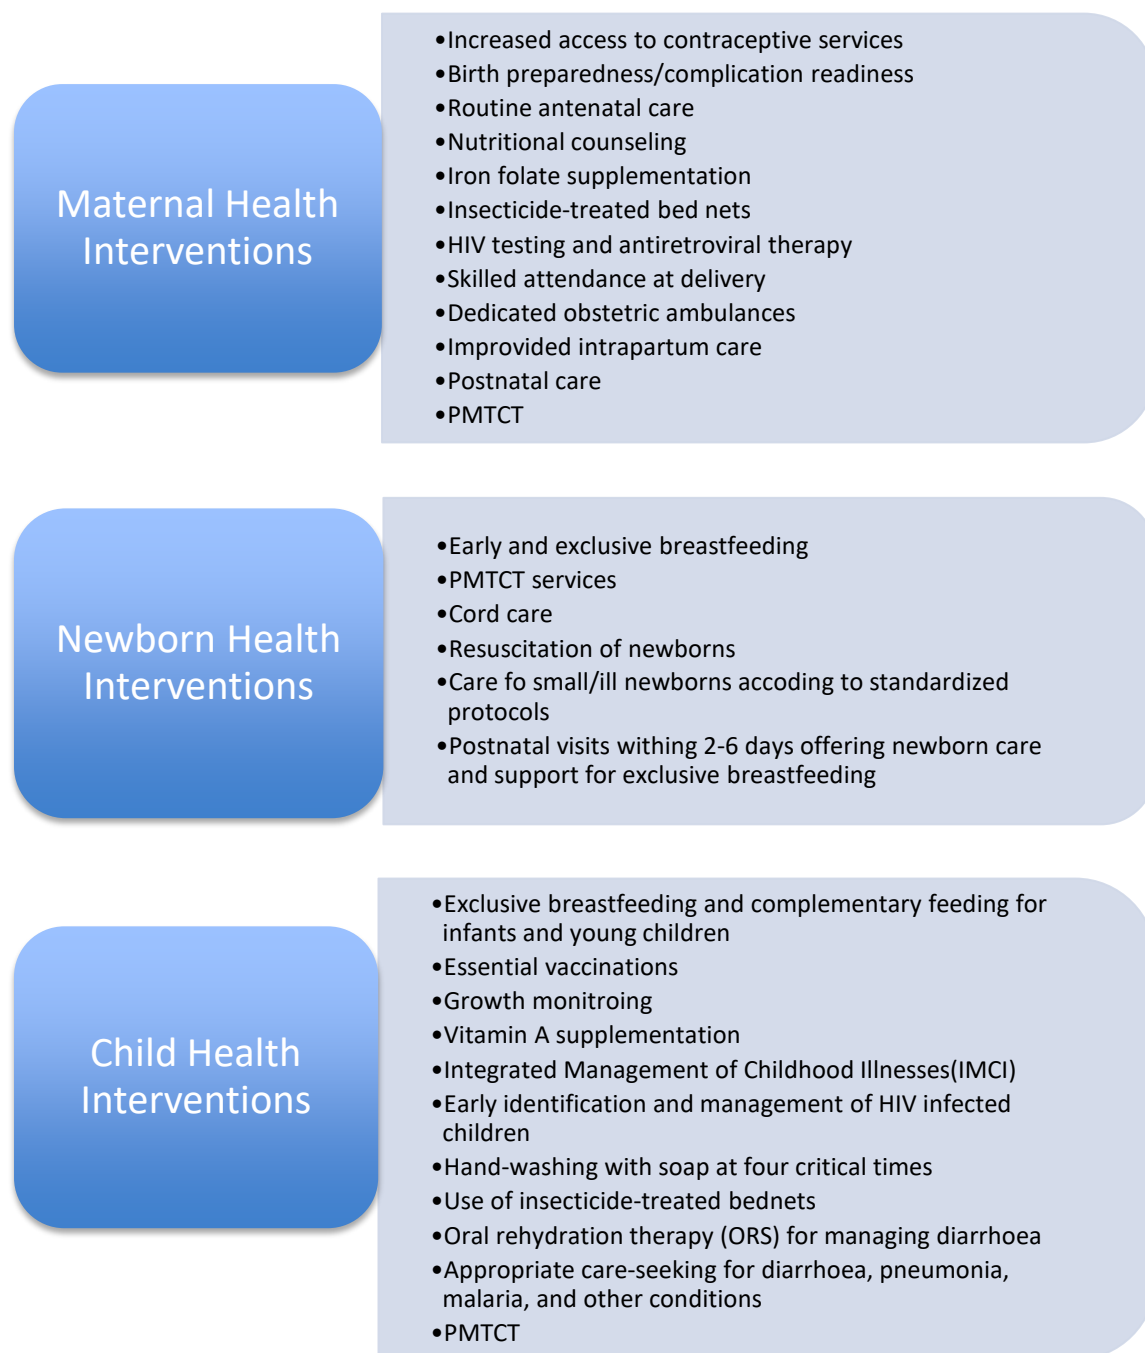 Maternal Health
Interventions
•Increased access to contraceptive services
•Birth preparedness/complication readiness
•Routine antenatal care
•Nutritional counseling
•Iron folate supplementation
•Insecticide-treated bed nets
•HIV testing and antiretroviral therapy
•Skilled attendance at delivery
•Dedicated obstetric ambulances
•Improvided intrapartum care
•Postnatal care
•PMTCT
Newborn Health
Interventions
•Early and exclusive breastfeeding
•PMTCT services
•Cord care
•Resuscitation of newborns
•Care fo small/ill newborns accoding to standardized
protocols
•Postnatal visits withing 2-6 days offering newborn care
and support for exclusive breastfeeding
Child Health
Interventions
•Exclusive breastfeeding and complementary feeding for
infants and young children
•Essential vaccinations
•Growth monitroing
•Vitamin A supplementation
•Integrated Management of Childhood Illnesses(IMCI)
•Early identification and management of HIV infected
children
•Hand-washing with soap at four critical times
•Use of insecticide-treated bednets
•Oral rehydration therapy (ORS) for managing diarrhoea
•Appropriate care-seeking for diarrhoea, pneumonia,
malaria, and other conditions
•PMTCT